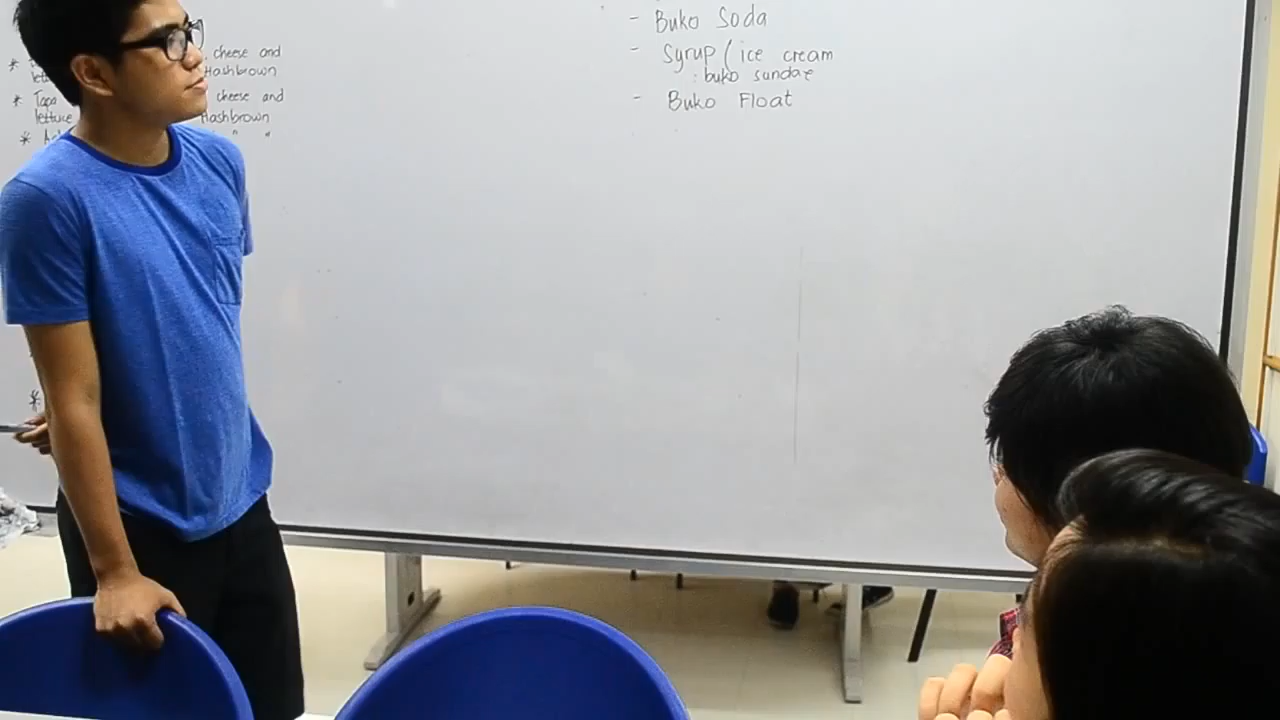 cheese and
Hashbrown
* Tapa cheese and
lettuce Hashbrown
*
" "
*
- Buko Soda
- Syrup / ice cream
: buko sundae
- Buko Float